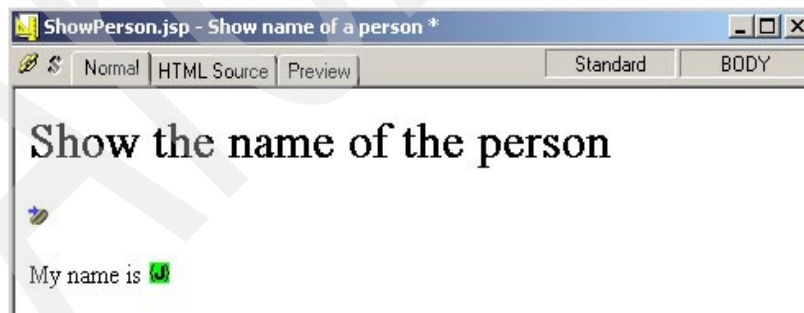 ShowPerson.jsp - Show name of a person *
Normal HTML Source Preview Standard BODY
Show the name of the person
My name is {J}